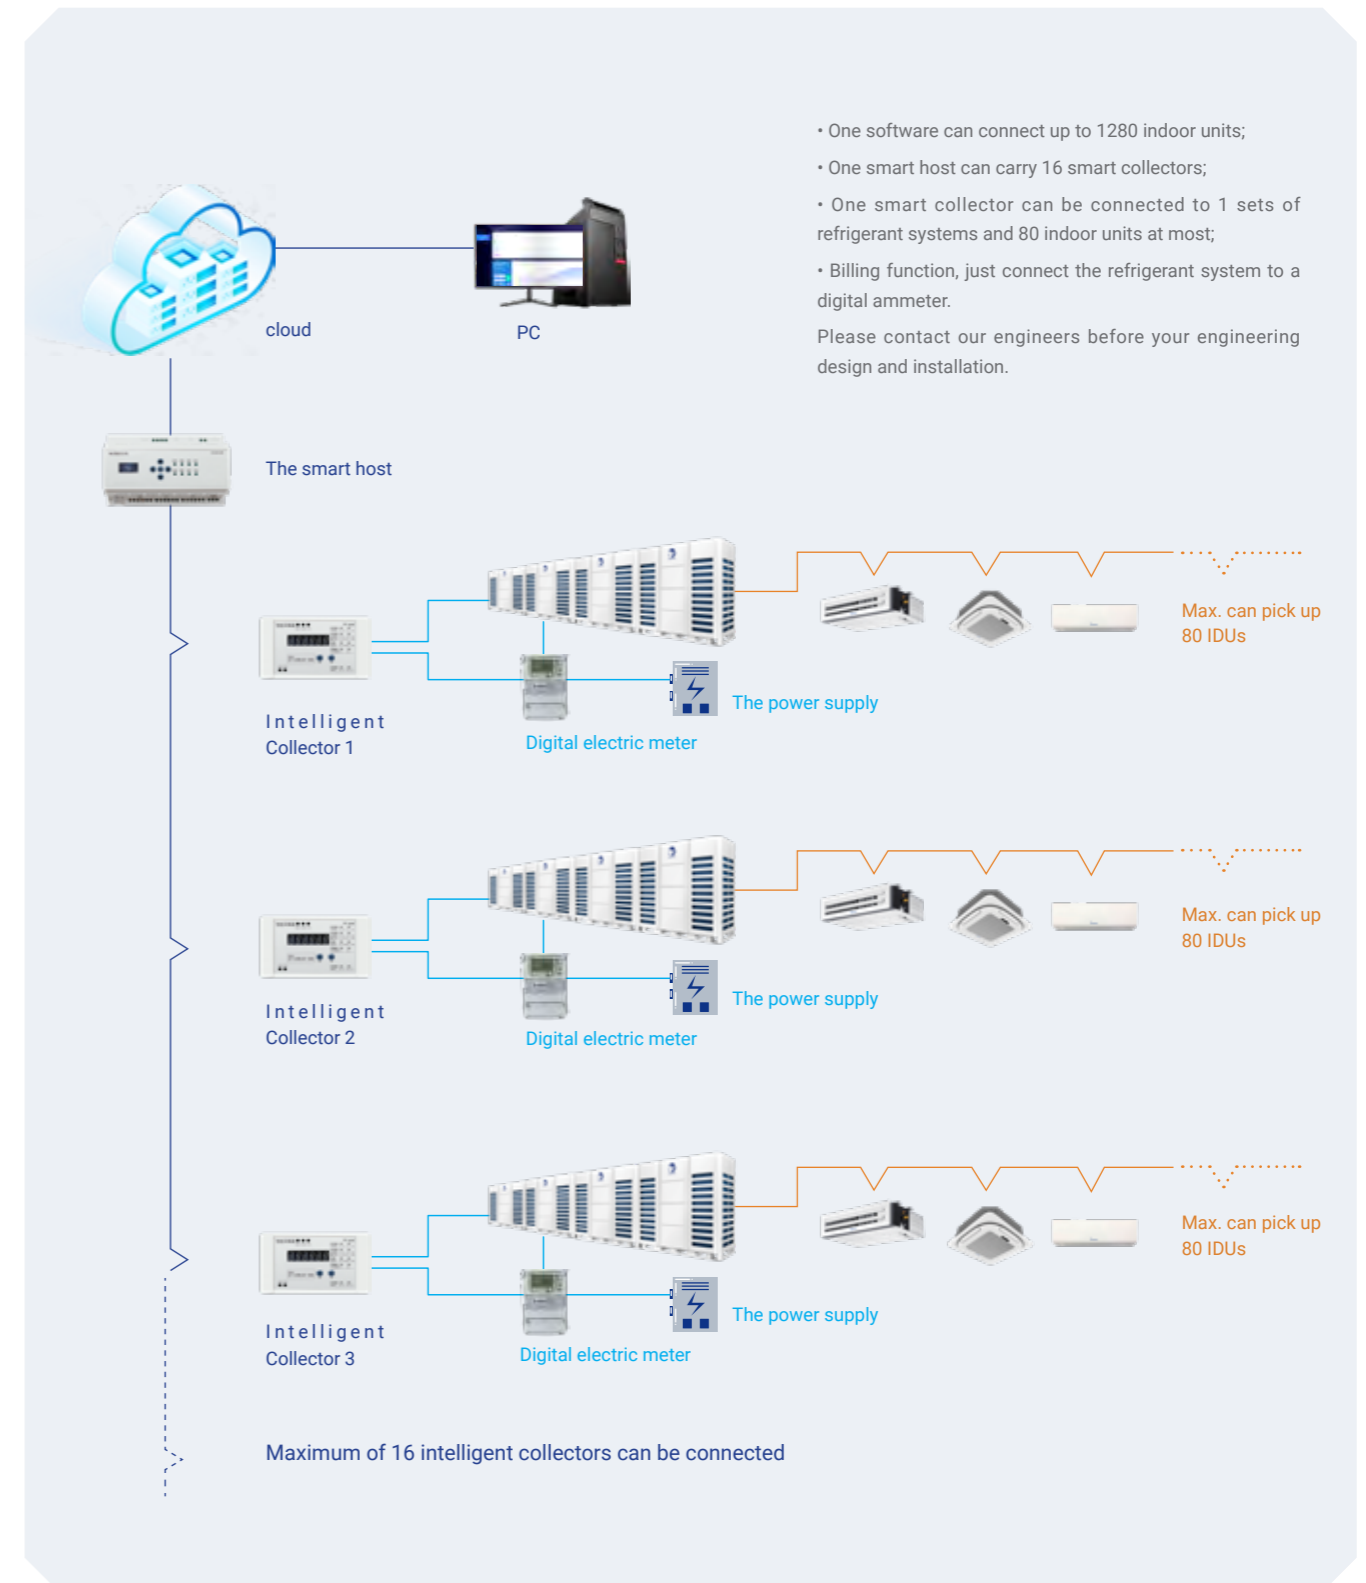 • One software can connect up to 1280 indoor units;
• One smart host can carry 16 smart collectors;
• One smart collector can be connected to 1 sets of
refrigerant systems and 80 indoor units at most;
• Billing function, just connect the refrigerant system to a
digital ammeter.
Please contact our engineers before your engineering
design and installation.
cloud
PC
The smart host
Max. can pick up
80 IDUs
The power supply
Intelligent
Collector 1
Digital electric meter
Max. can pick up
80 IDUs
The power supply
Intelligent
Collector 2
Digital electric meter
Max. can pick up
80 IDUs
The power supply
Intelligent
Collector 3
Digital electric meter
Maximum of 16 intelligent collectors can be connected